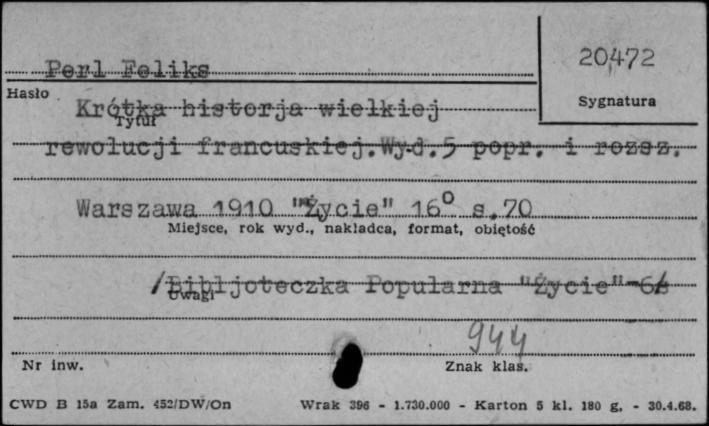 20472
Perl Feliks
Hasło
Sygnatura
Krótka historja wielkiej
Tytuł
rewolucji francuskiej.Wyd.5 popr. i rozsz.
Warszawa 1910 "Życie" 16° s.70
Miejsce, rok wyd., nakładca, format, objętość
/Bibljoteczka Popularna "Życie"-6/
Uwagi
944
Nr inw.
Znak klas.
CWD B 15a Zam. 452/DW/On Wrak 396 - 1.730.000 - Karton 5 kl. 180 g. - 30.4.68.